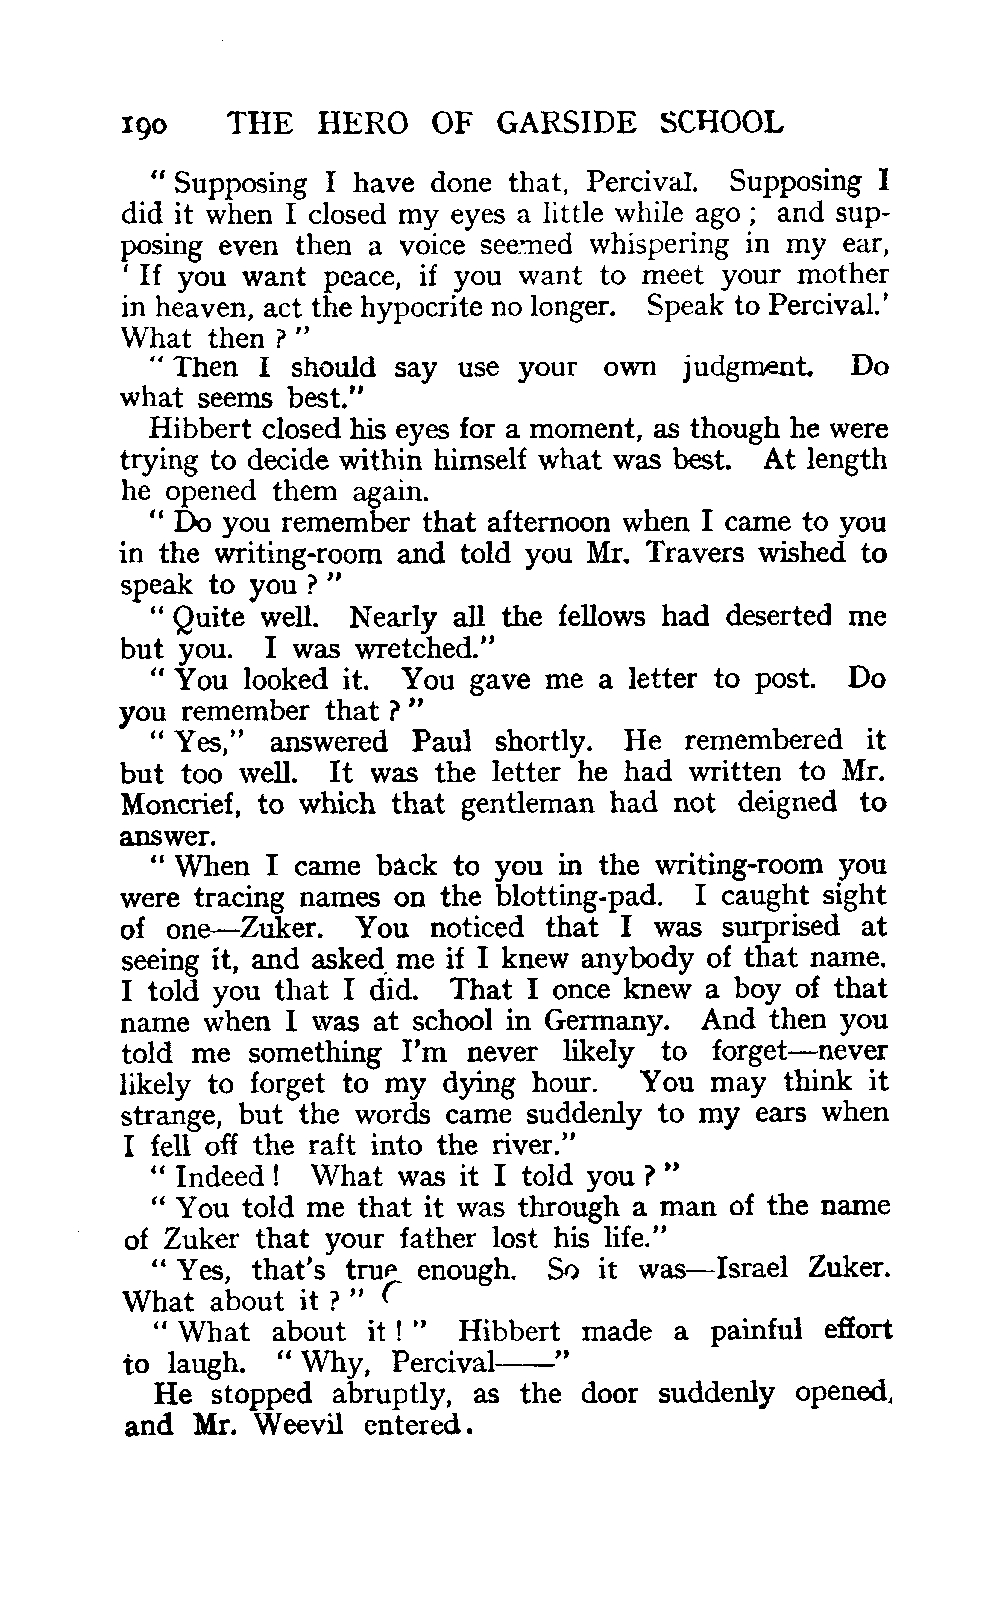 190 THE HERO OF GARSIDE SCHOOL
“ Supposing I have done that, Percival. Supposing I
did it when I closed my eyes a little while ago ; and sup-
posing even then a voice seemed whispering in my ear,
‘ If you want peace, if you want to meet your mother
in heaven, act the hypocrite no longer. Speak to Percival.’
What then ? ”
“ Then I should say use your own judgment. Do
what seems best.”
Hibbert closed his eyes for a moment, as though he were
trying to decide within himself what was best. At length
he opened them again.
“ Do you remember that afternoon when I came to you
in the writing-room and told you Mr. Travers wished to
speak to you ? ”
“ Quite well. Nearly all the fellows had deserted me
but you. I was wretched.”
“ You looked it. You gave me a letter to post. Do
you remember that ? ”
“ Yes,” answered Paul shortly. He remembered it
but too well. It was the letter he had written to Mr.
Moncrief, to which that gentleman had not deigned to
answer.
“ When I came back to you in the writing-room you
were tracing names on the blotting-pad. I caught sight
of one—Zuker. You noticed that I was surprised at
seeing it, and asked me if I knew anybody of that name.
I told you that I did. That I once knew a boy of that
name when I was at school in Germany. And then you
told me something I’m never likely to forget—never
likely to forget to my dying hour. You may think it
strange, but the words came suddenly to my ears when
I fell off the raft into the river.”
“ Indeed ! What was it I told you ? ”
“ You told me that it was through a man of the name
of Zuker that your father lost his life.”
“ Yes, that’s true enough. So it was—Israel Zuker.
What about it ? ”
“ What about it ! ” Hibbert made a painful effort
to laugh. “ Why, Percival——”
He stopped abruptly, as the door suddenly opened,
and Mr. Weevil entered.